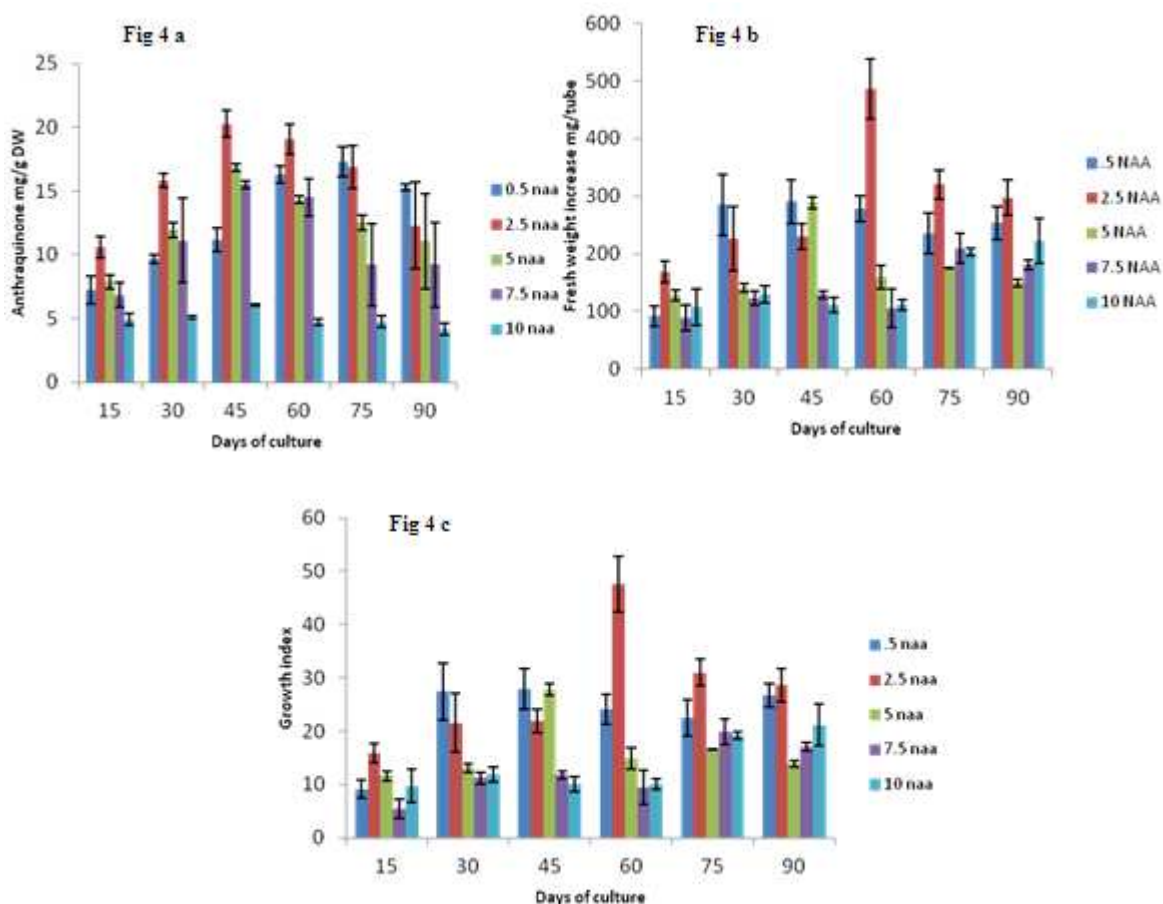 Fig 4 a
25
20
15
10
5
0
Anthraquinone mg/g DW
15 30 45 60 75 90
Days of culture
0.5 naa
2.5 naa
5 naa
7.5 naa
10 naa
Fig 4 b
600
500
400
300
200
100
0
Fresh weight increase mg/tube
15 30 45 60 75 90
Days of culture
.5 NAA
2.5 NAA
5 NAA
7.5 NAA
10 NAA
Fig 4 c
60
50
40
30
20
10
0
Growth index
15 30 45 60 75 90
Days of culture
.5 naa
2.5 naa
5 naa
7.5 naa
10 naa